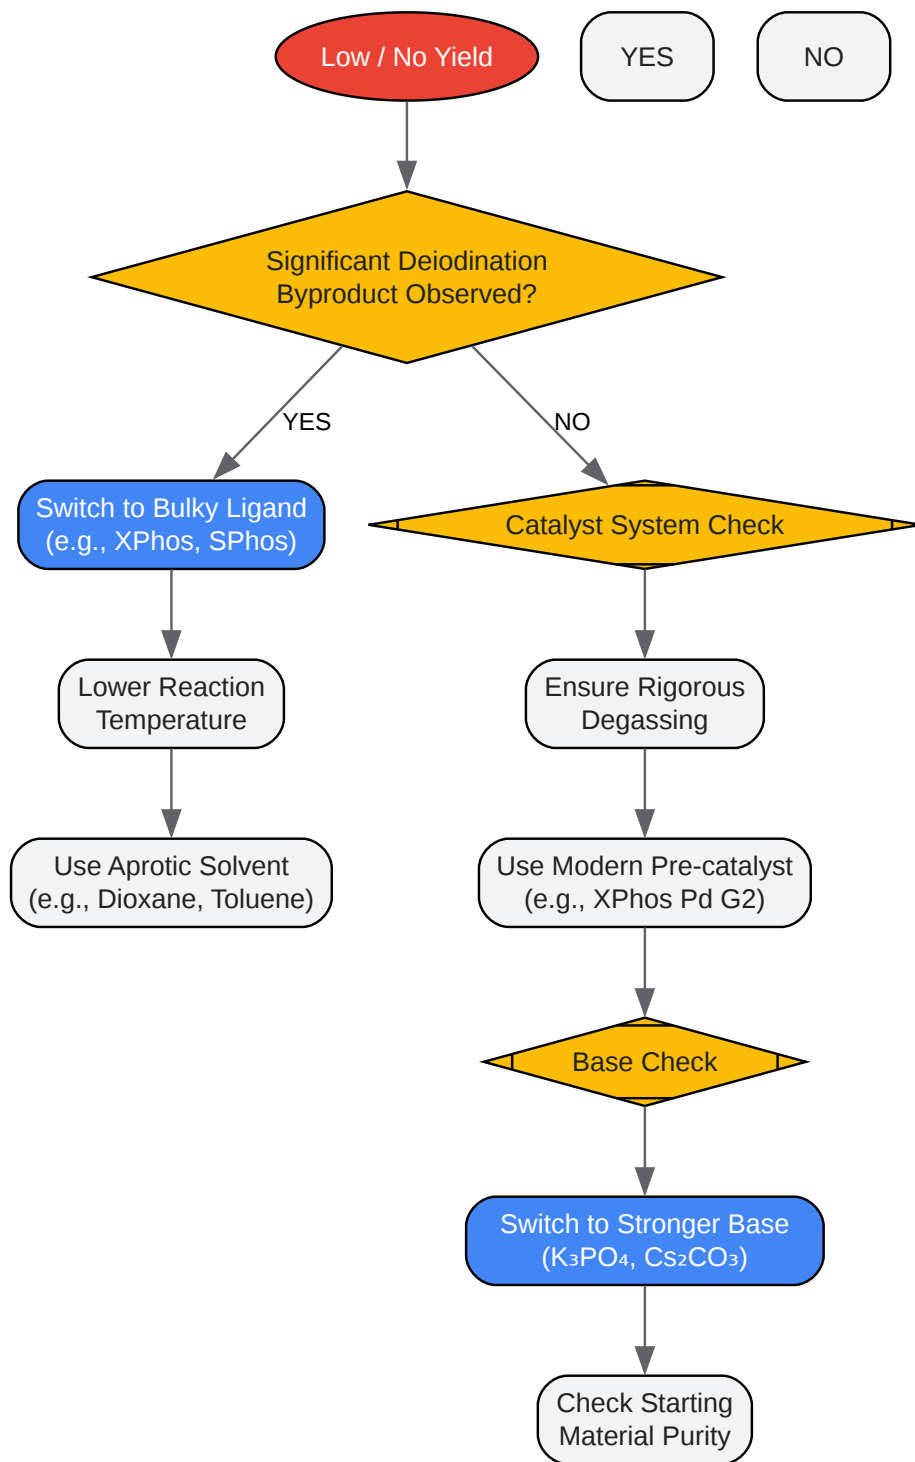 Low / No Yield
YES
NO
Significant Deiodination
Byproduct Observed?
YES
NO
Switch to Bulky Ligand
(e.g., XPhos, SPhos)
Catalyst System Check
Lower Reaction
Temperature
Ensure Rigorous
Degassing
Use Aprotic Solvent
(e.g., Dioxane, Toluene)
Use Modern Pre-catalyst
(e.g., XPhos Pd G2)
Base Check
Switch to Stronger Base
(K₃PO₄, Cs₂CO₃)
Check Starting
Material Purity